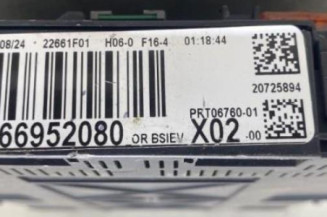 08/24 - 22661F01 H06-0 F16-4 01:18:44
20725894
PRT06760-01
66952080 OR BSIEV X02 -00